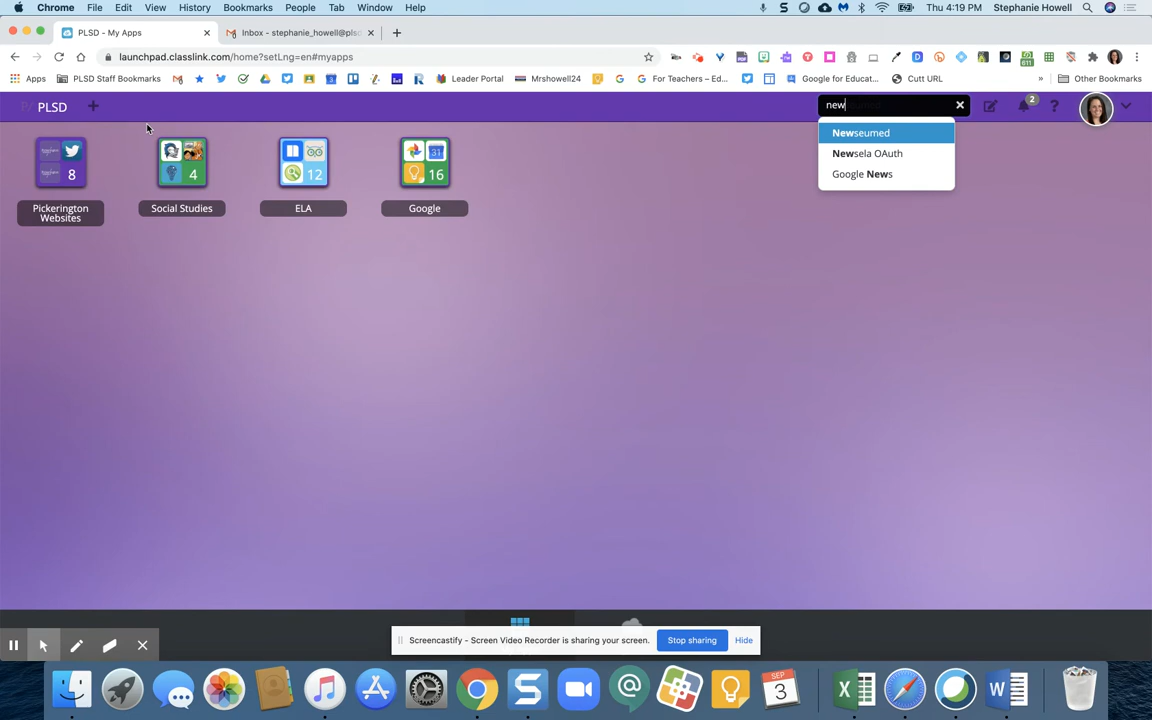 Chrome File Edit View History Bookmarks People Tab Window Help Thu 4:19 PM Stephanie Howell
PLSD - My Apps Inbox - stephanie_howell@plsd
launchpad.classlink.com/home?setLng=en#myapps
Apps PLSD Staff Bookmarks Leader Portal Mrshowell24 For Teachers – Ed... Google for Educat... Cutt URL » Other Bookmarks
P/ PLSD + new 2
Newseumed
Newsela OAuth
Google News
8 4 12 16
Pickerington Websites
Social Studies
ELA
Google
Screencastify - Screen Video Recorder is sharing your screen. Stop sharing Hide
SEP
3